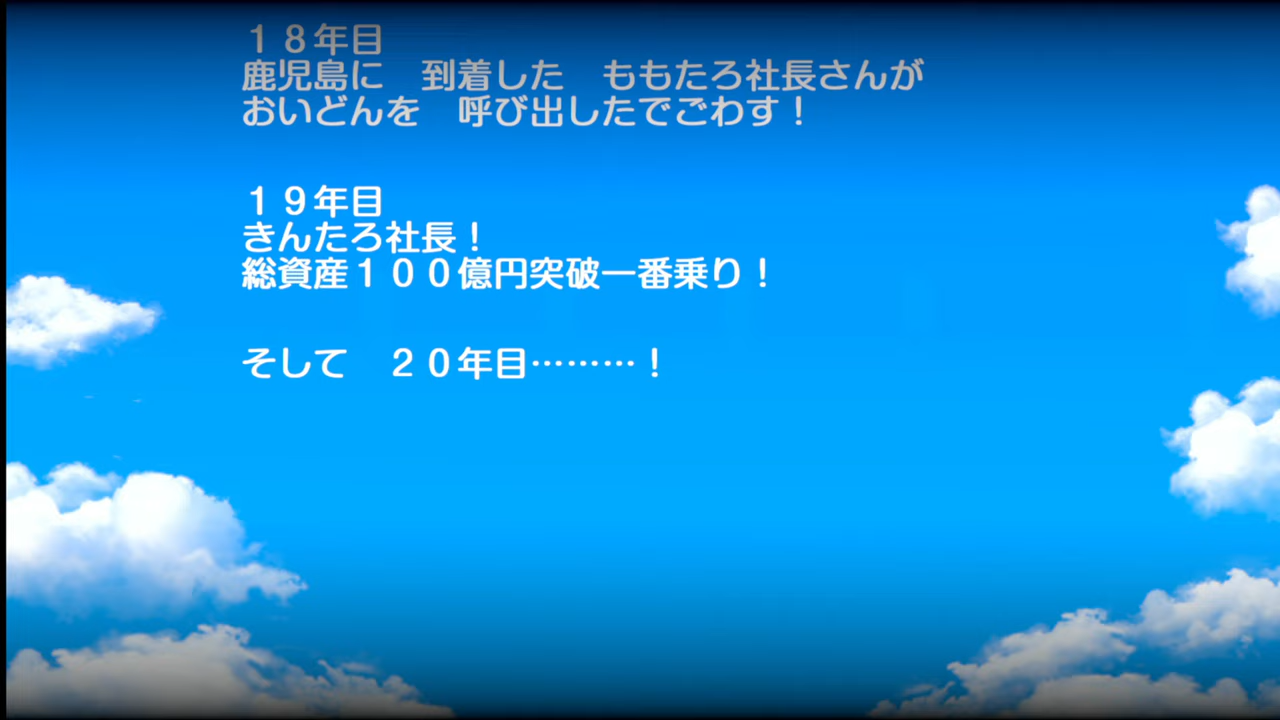 １８年目
鹿児島に　到着した　ももたろ社長さんが
おいどんを　呼び出したでごわす！
１９年目
きんたろ社長！
総資産１００億円突破一番乗り！
そして　２０年目………！